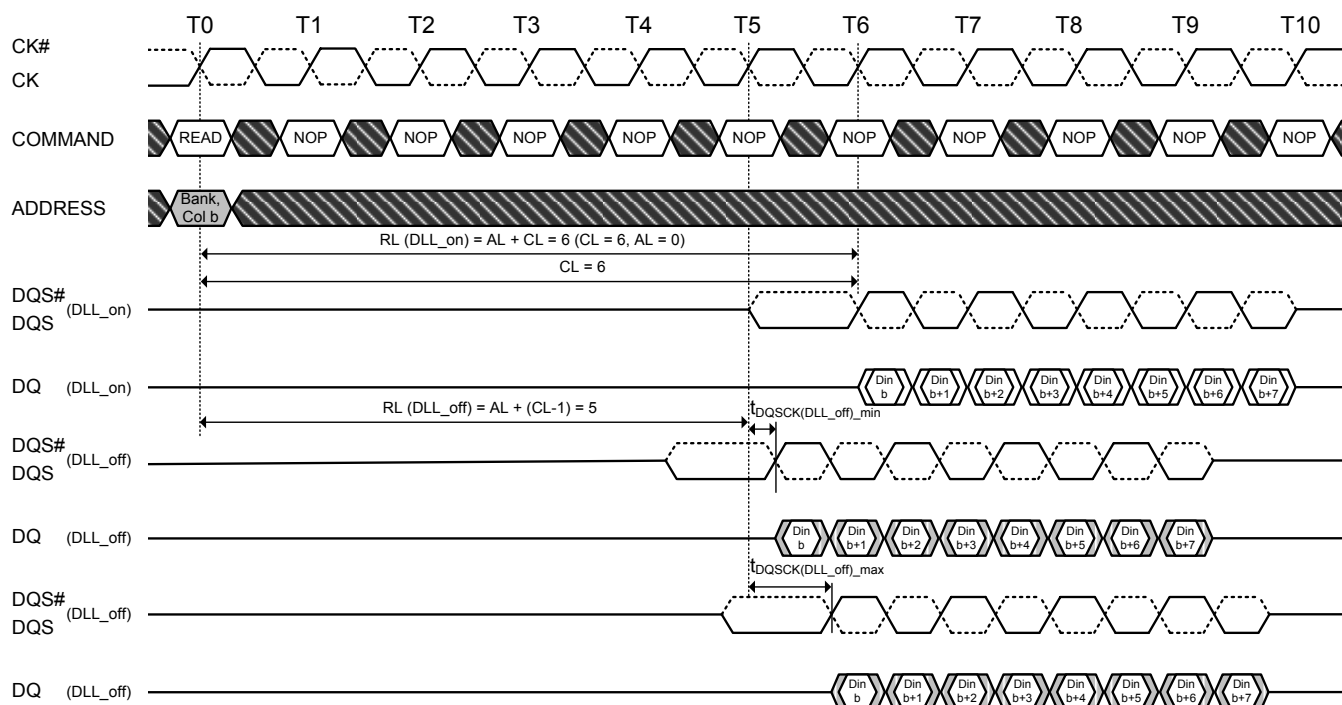 T0 T1 T2 T3 T4 T5 T6 T7 T8 T9 T10
CK#
CK
COMMAND READ NOP NOP NOP NOP NOP NOP NOP NOP NOP NOP
ADDRESS Bank,
Col b
RL (DLL_on) = AL + CL = 6 (CL = 6, AL = 0)
CL = 6
DQS# (DLL_on)
DQS
DQ (DLL_on) Din Din Din Din Din Din Din Din
b b+1 b+2 b+3 b+4 b+5 b+6 b+7
RL (DLL_off) = AL + (CL-1) = 5
tDQSCK(DLL_off)_min
DQS# (DLL_off)
DQS
DQ (DLL_off) Din Din Din Din Din Din Din Din
b b+1 b+2 b+3 b+4 b+5 b+6 b+7
tDQSCK(DLL_off)_max
DQS# (DLL_off)
DQS
DQ (DLL_off) Din Din Din Din Din Din Din Din
b b+1 b+2 b+3 b+4 b+5 b+6 b+7